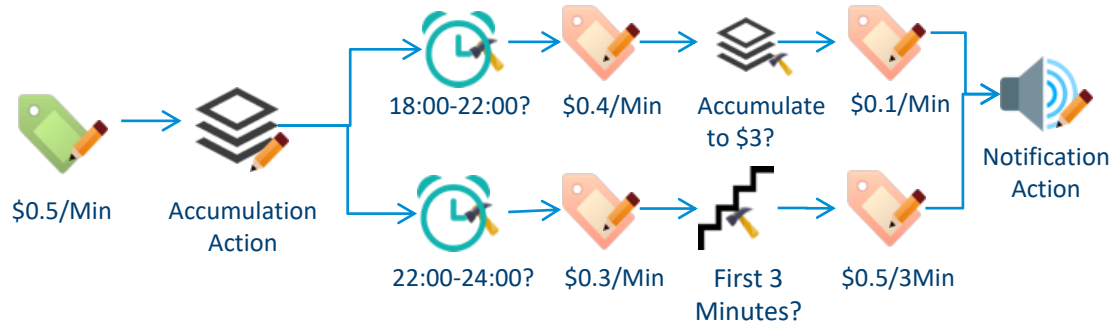 18:00-22:00?
$0.4/Min
Accumulate
to $3?
$0.1/Min
$0.5/Min
Accumulation
Action
Notification
Action
22:00-24:00?
$0.3/Min
First 3
Minutes?
$0.5/3Min